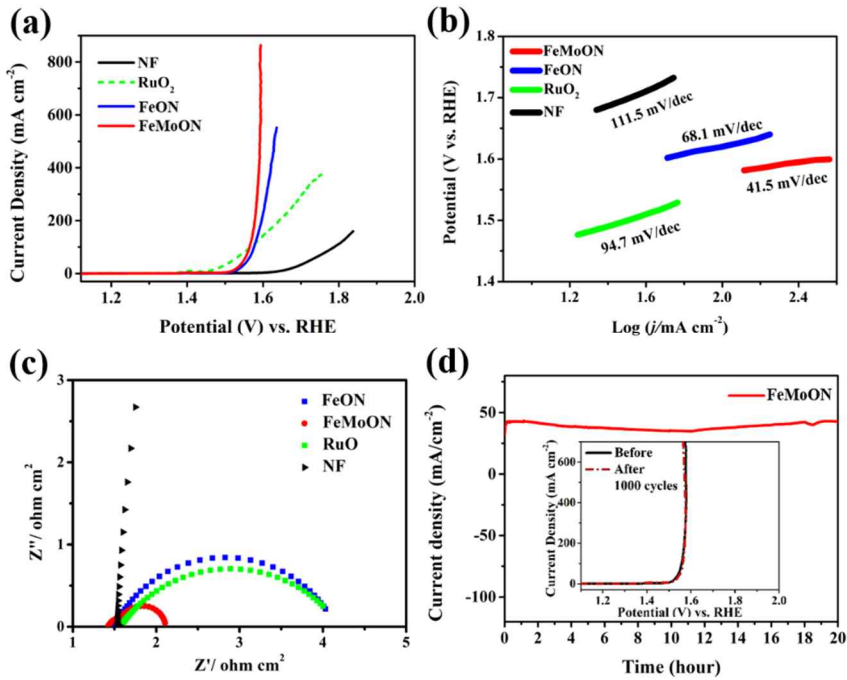 (a)
NF
RuO2
FeON
FeMoON
800
600
400
200
0
1.2
1.4
1.6
1.8
2.0
Current Density (mA cm-2)
Potential (V) vs. RHE
(b)
FeMoON
FeON
RuO2
NF
111.5 mV/dec
68.1 mV/dec
41.5 mV/dec
94.7 mV/dec
1.8
1.7
1.6
1.5
1.4
1.2
1.6
2.0
2.4
Potential (V vs. RHE)
Log (j/mA cm-2)
(c)
FeON
FeMoON
RuO
NF
3
2
1
0
0
1
2
3
4
5
Z''/ ohm cm2
Z'/ ohm cm2
(d)
FeMoON
50
0
-50
-100
0
2
4
6
8
10
12
14
16
18
20
Current density (mA/cm-2)
Time (hour)
Before
After
1000 cycles
600
400
200
0
1.2
1.4
1.6
1.8
2.0
Current Density (mA cm-2)
Potential (V) vs. RHE